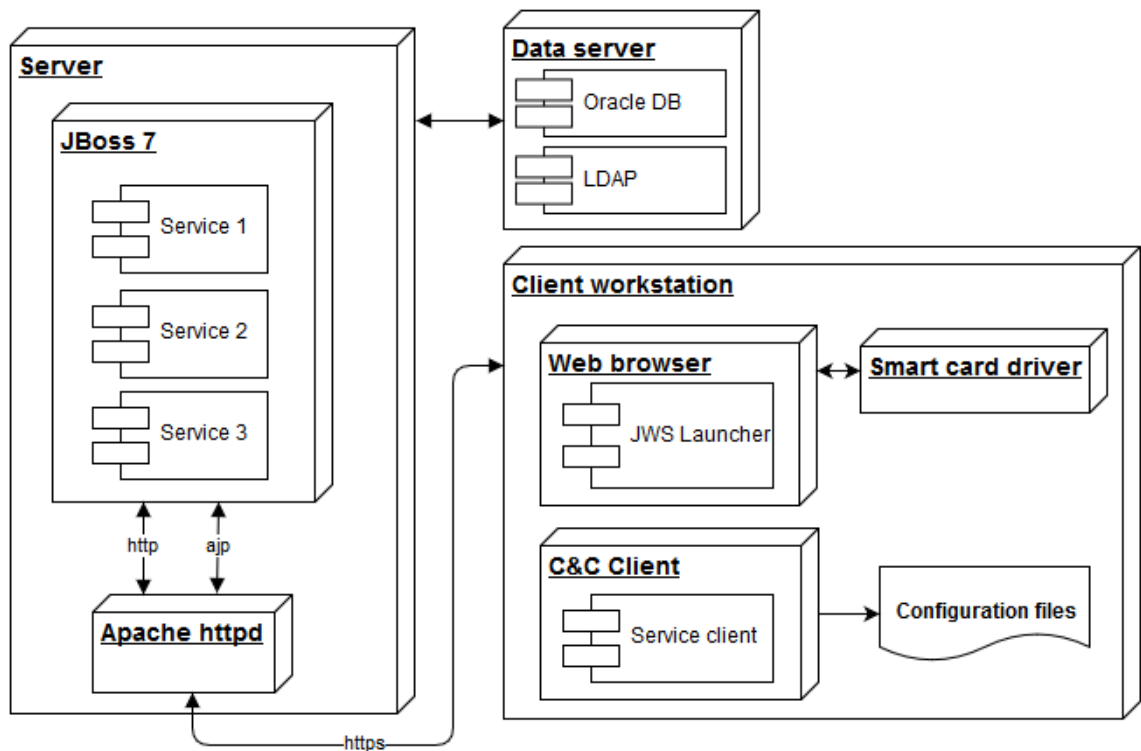 Server
JBoss 7
Service 1
Service 2
Service 3
http
ajp
Apache httpd
https
Data server
Oracle DB
LDAP
Client workstation
Web browser
JWS Launcher
Smart card driver
C&C Client
Service client
Configuration files